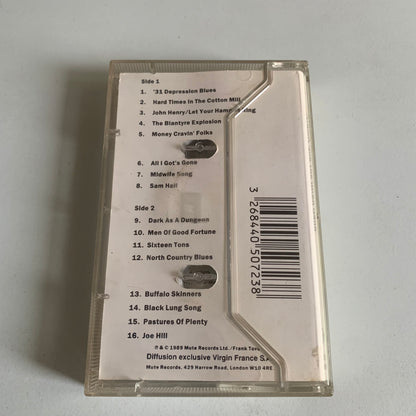 Side 1
1. '31 Depression Blues
2. Hard Times In The Cotton Mill
3. John Henry/Let Your Hammer Ring
4. The Blantyre Explosion
5. Money Cravin' Folks
6. All I Got's Gone
7. Midwife Song
8. Sam Hall
Side 2
9. Dark As A Dungeon
10. Men Of Good Fortune
11. Sixteen Tons
12. North Country Blues
13. Buffalo Skinners
14. Black Lung Song
15. Pastures Of Plenty
16. Joe Hill
℗ & © 1989 Mute Records Ltd./Frank
Diffusion exclusive Virgin France S.A.
Mute Records, 429 Harrow Road, London W10 4RE
3 268440 507238